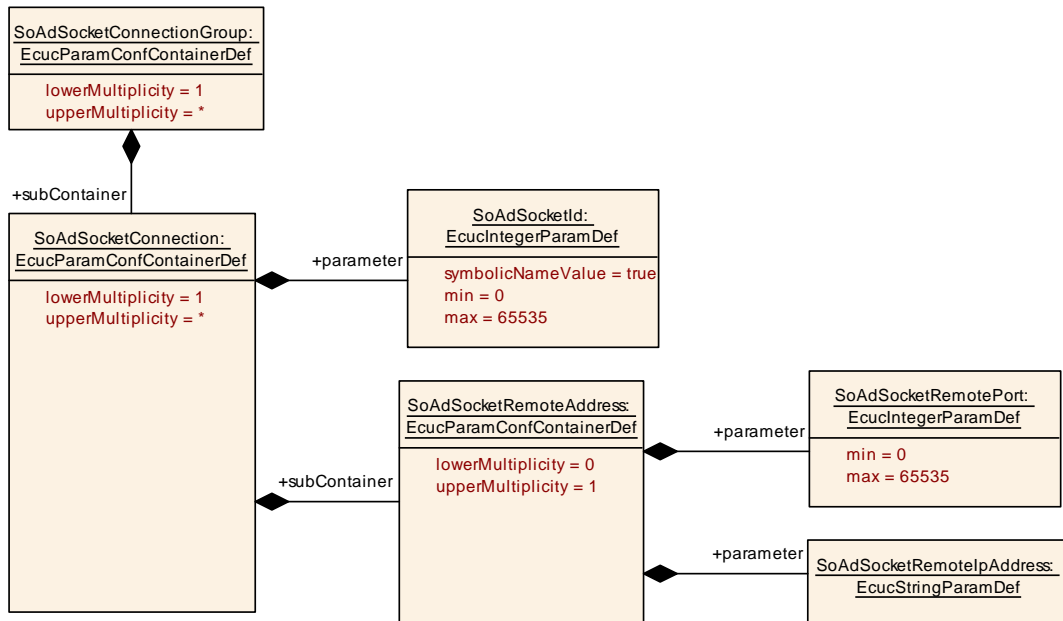 SoAdSocketConnectionGroup:
EcucParamConfContainerDef
lowerMultiplicity = 1
upperMultiplicity = *
+subContainer
SoAdSocketConnection:
EcucParamConfContainerDef
lowerMultiplicity = 1
upperMultiplicity = *
+parameter
SoAdSocketId:
EcucIntegerParamDef
symbolicNameValue = true
min = 0
max = 65535
+subContainer
SoAdSocketRemoteAddress:
EcucParamConfContainerDef
lowerMultiplicity = 0
upperMultiplicity = 1
+parameter
SoAdSocketRemotePort:
EcucIntegerParamDef
min = 0
max = 65535
+parameter
SoAdSocketRemoteIpAddress:
EcucStringParamDef